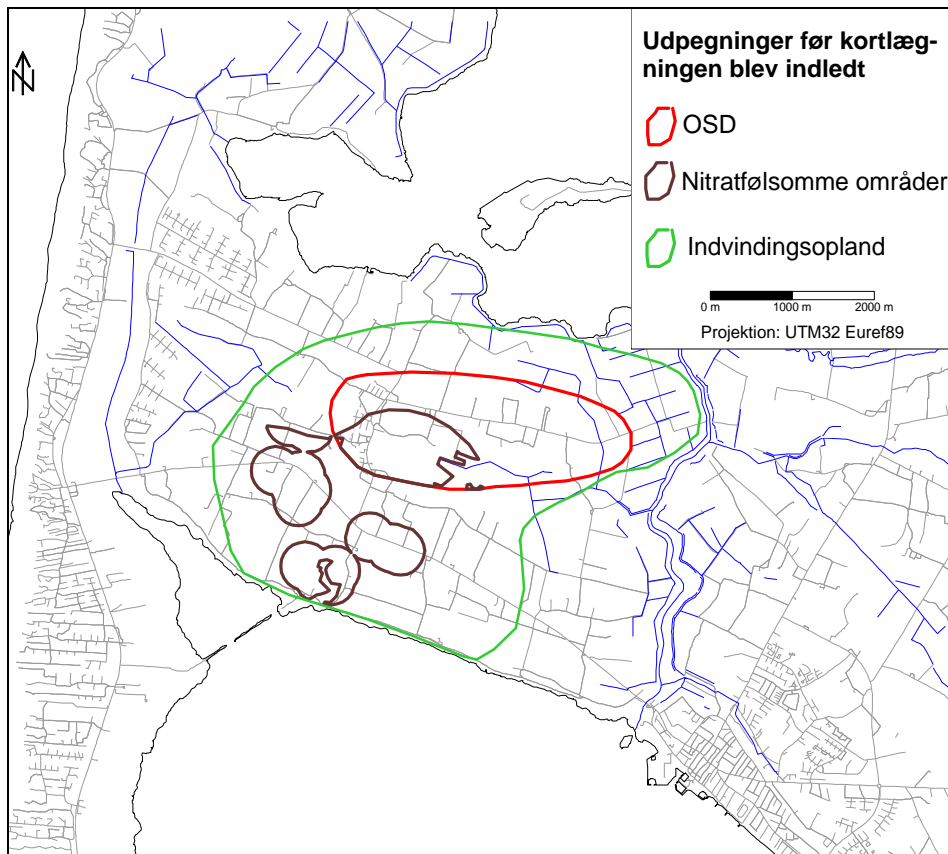 N
Udpegninger før kortlæg-
ningen blev indledt
OSD
Nitratfølsomme områder
Indvindingsopland
0 m 1000 m 2000 m
Projektion: UTM32 Euref89